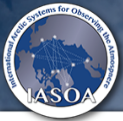 International Arctic Systems for Observing the Atmosphere
IASOA